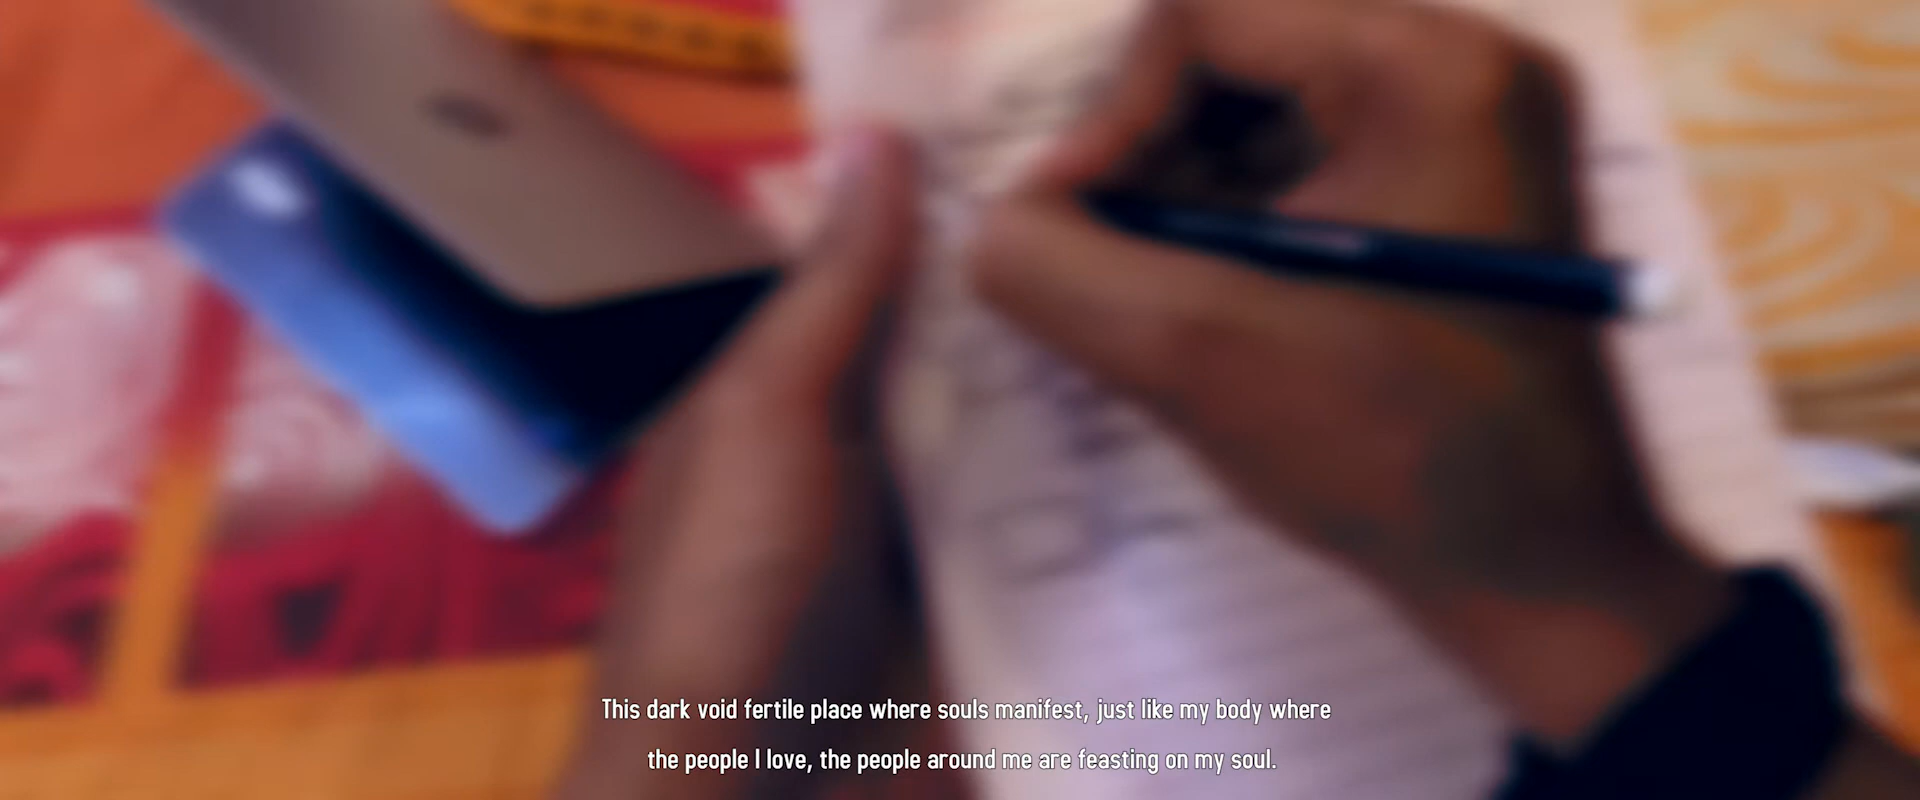 This dark void fertile place where souls manifest, just like my body where
the people I love, the people around me are feasting on my soul.